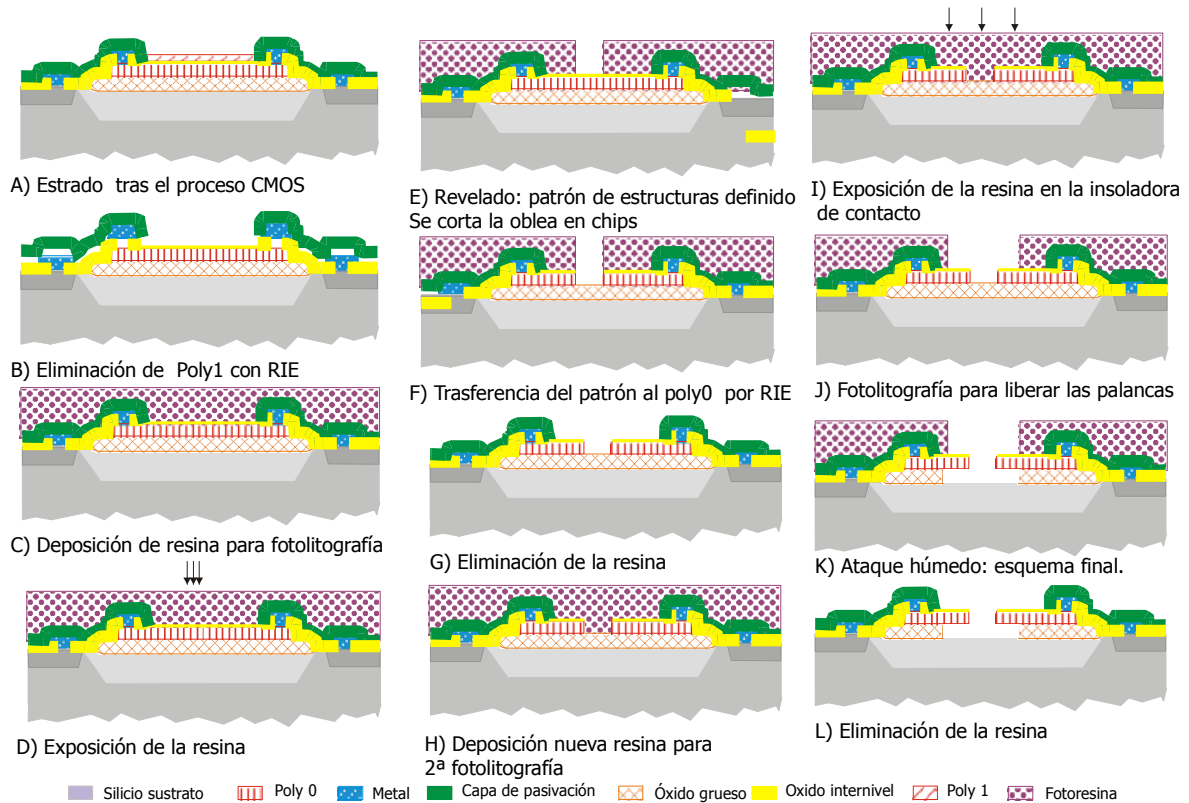 A) Estrado tras el proceso CMOS
B) Eliminación de Poly1 con RIE
C) Deposición de resina para fotolitografía
D) Exposición de la resina
E) Revelado: patrón de estructuras definido
Se corta la oblea en chips
F) Trasferencia del patrón al poly0 por RIE
G) Eliminación de la resina
H) Deposición nueva resina para
2ª fotolitografía
I) Exposición de la resina en la insoladora
de contacto
J) Fotolitografía para liberar las palancas
K) Ataque húmedo: esquema final.
L) Eliminación de la resina
Silicio sustrato Poly 0 Metal Capa de pasivación Óxido grueso Oxido internivel Poly 1 Fotoresina